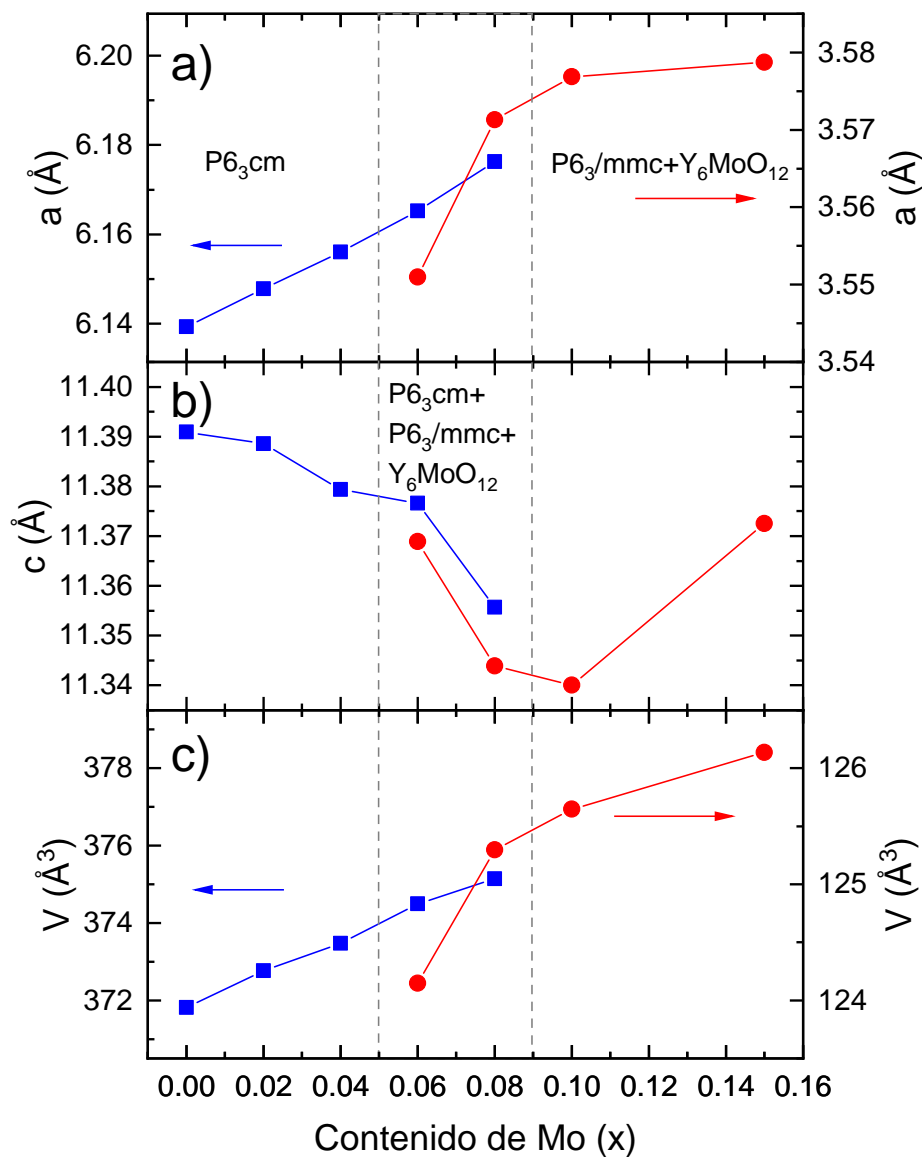 a)
a (Å)
6.20
6.18
6.16
6.14
P6₃cm
P6₃/mmc+Y₆MoO₁₂
3.58
3.57
3.56
3.55
3.54
a (Å)
b)
c (Å)
11.40
11.39
11.38
11.37
11.36
11.35
11.34
P6₃cm+
P6₃/mmc+
Y₆MoO₁₂
c)
V (Å³)
378
376
374
372
126
125
124
V (Å³)
0.00 0.02 0.04 0.06 0.08 0.10 0.12 0.14 0.16
Contenido de Mo (x)